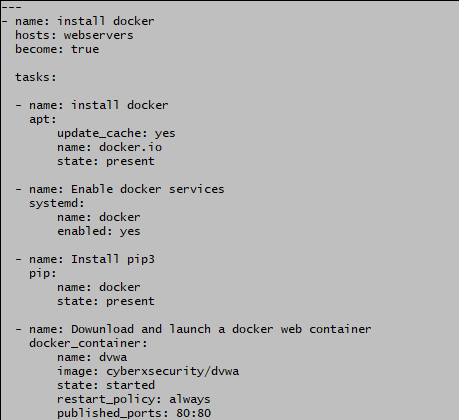 ---
- name: install docker
  hosts: webservers
  become: true
  tasks:
  - name: install docker
    apt:
        update_cache: yes
        name: docker.io
        state: present
  - name: Enable docker services
    systemd:
        name: docker
        enabled: yes
  - name: Install pip3
    pip:
        name: docker
        state: present
  - name: Dowunload and launch a docker web container
    docker_container:
        name: dvwa
        image: cyberxsecurity/dvwa
        state: started
        restart_policy: always
        published_ports: 80:80